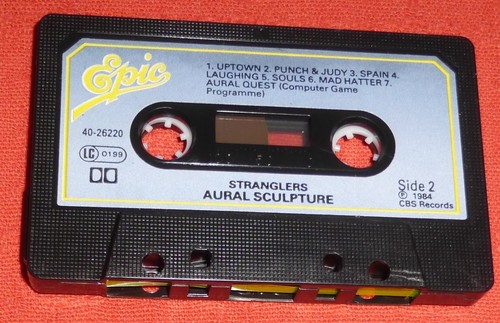 Epic
1. UPTOWN 2. PUNCH & JUDY 3. SPAIN 4.
LAUGHING 5. SOULS 6. MAD HATTER 7.
AURAL QUEST (Computer Game
Programme)
40-26220
LC 0199
STRANGLERS
AURAL SCULPTURE
Side 2
℗ 1984
CBS Records